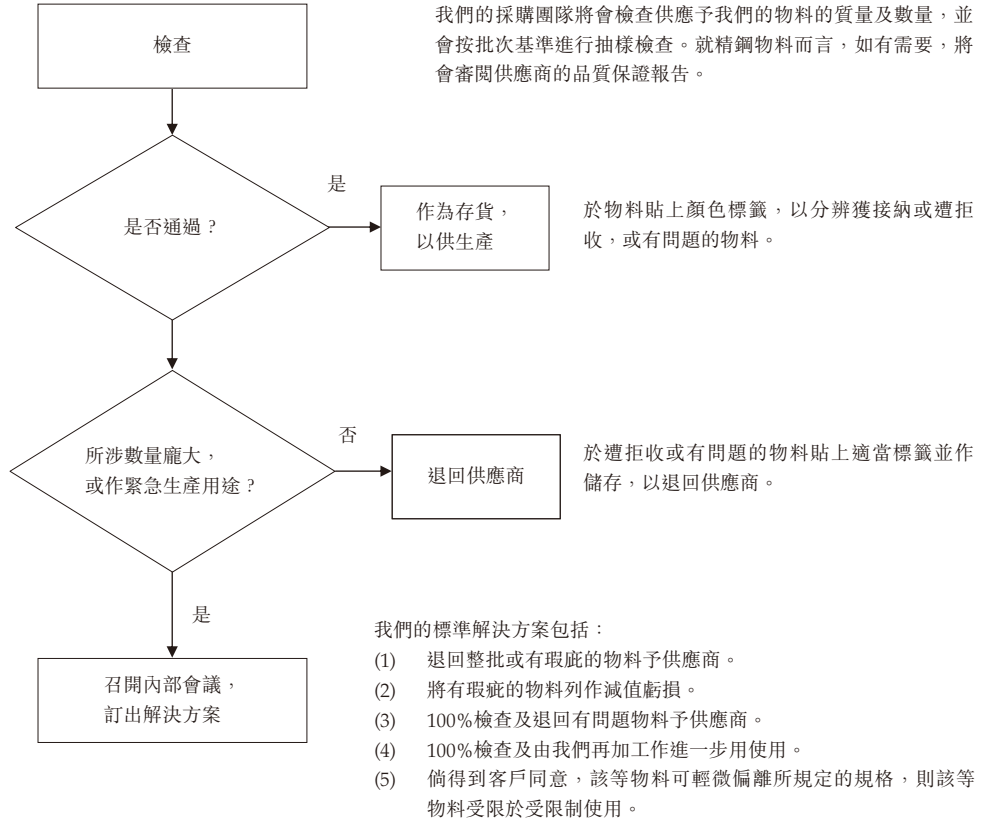 檢查
我們的採購團隊將會檢查供應予我們的物料的質量及數量，並
會按批次基準進行抽樣檢查。就精鋼物料而言，如有需要，將
會審閱供應商的品質保證報告。
是否通過？
是
作為存貨，
以供生產
於物料貼上顏色標籤，以分辨獲接納或遭拒
收，或有問題的物料。
所涉數量龐大，
或作緊急生產用途？
否
退回供應商
於遭拒收或有問題的物料貼上適當標籤並作
儲存，以退回供應商。
是
召開內部會議，
訂出解決方案
我們的標準解決方案包括：
(1) 退回整批或有瑕疵的物料予供應商。
(2) 將有瑕疵的物料列作減值虧損。
(3) 100%檢查及退回有問題物料予供應商。
(4) 100%檢查及由我們再加工作進一步用使用。
(5) 倘得到客戶同意，該等物料可輕微偏離所規定的規格，則該等
物料受限於受限制使用。